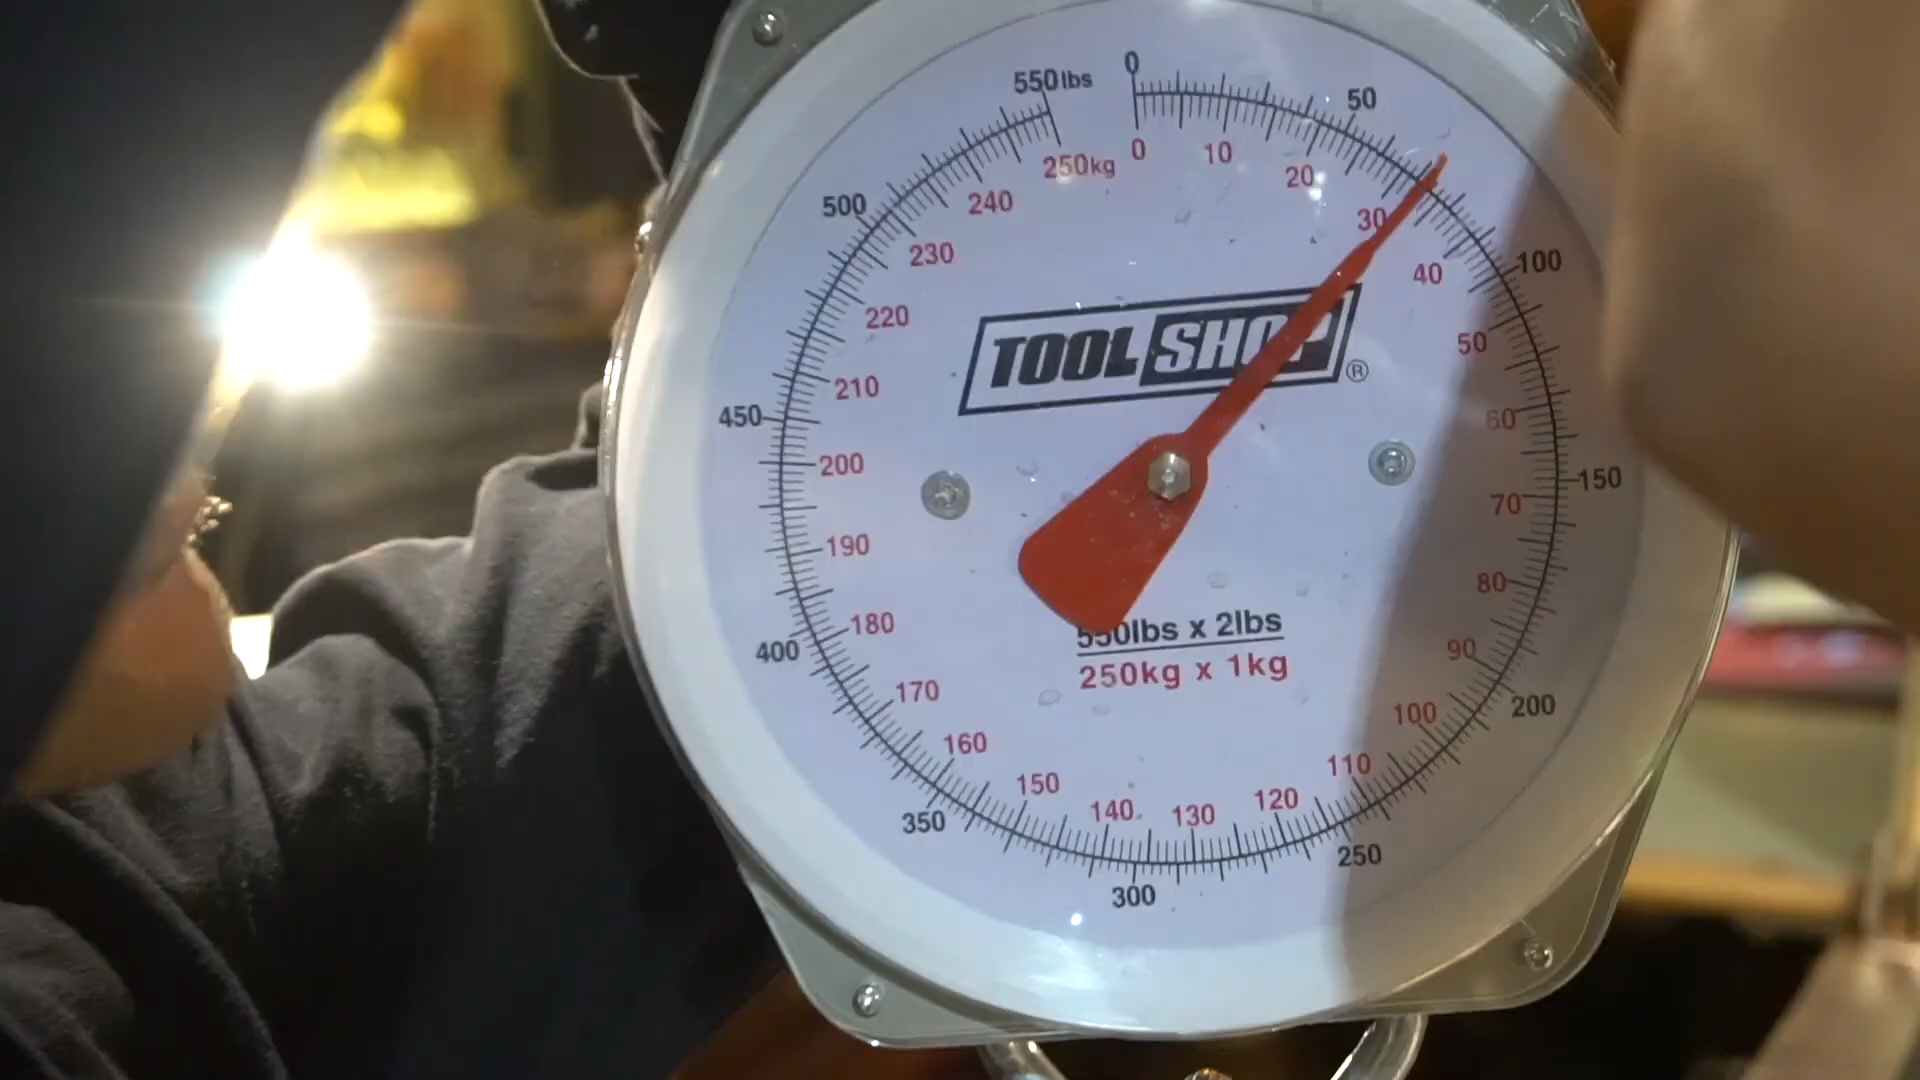 550lbs 0 50 100 150 200 250 300 350 400 450 500
0 10 20 30 40 50 60 70 80 90 100 110 120 130 140 150 160 170 180 190 200 210 220 230 240 250kg
TOOL SHOP®
550lbs x 2lbs
250kg x 1kg